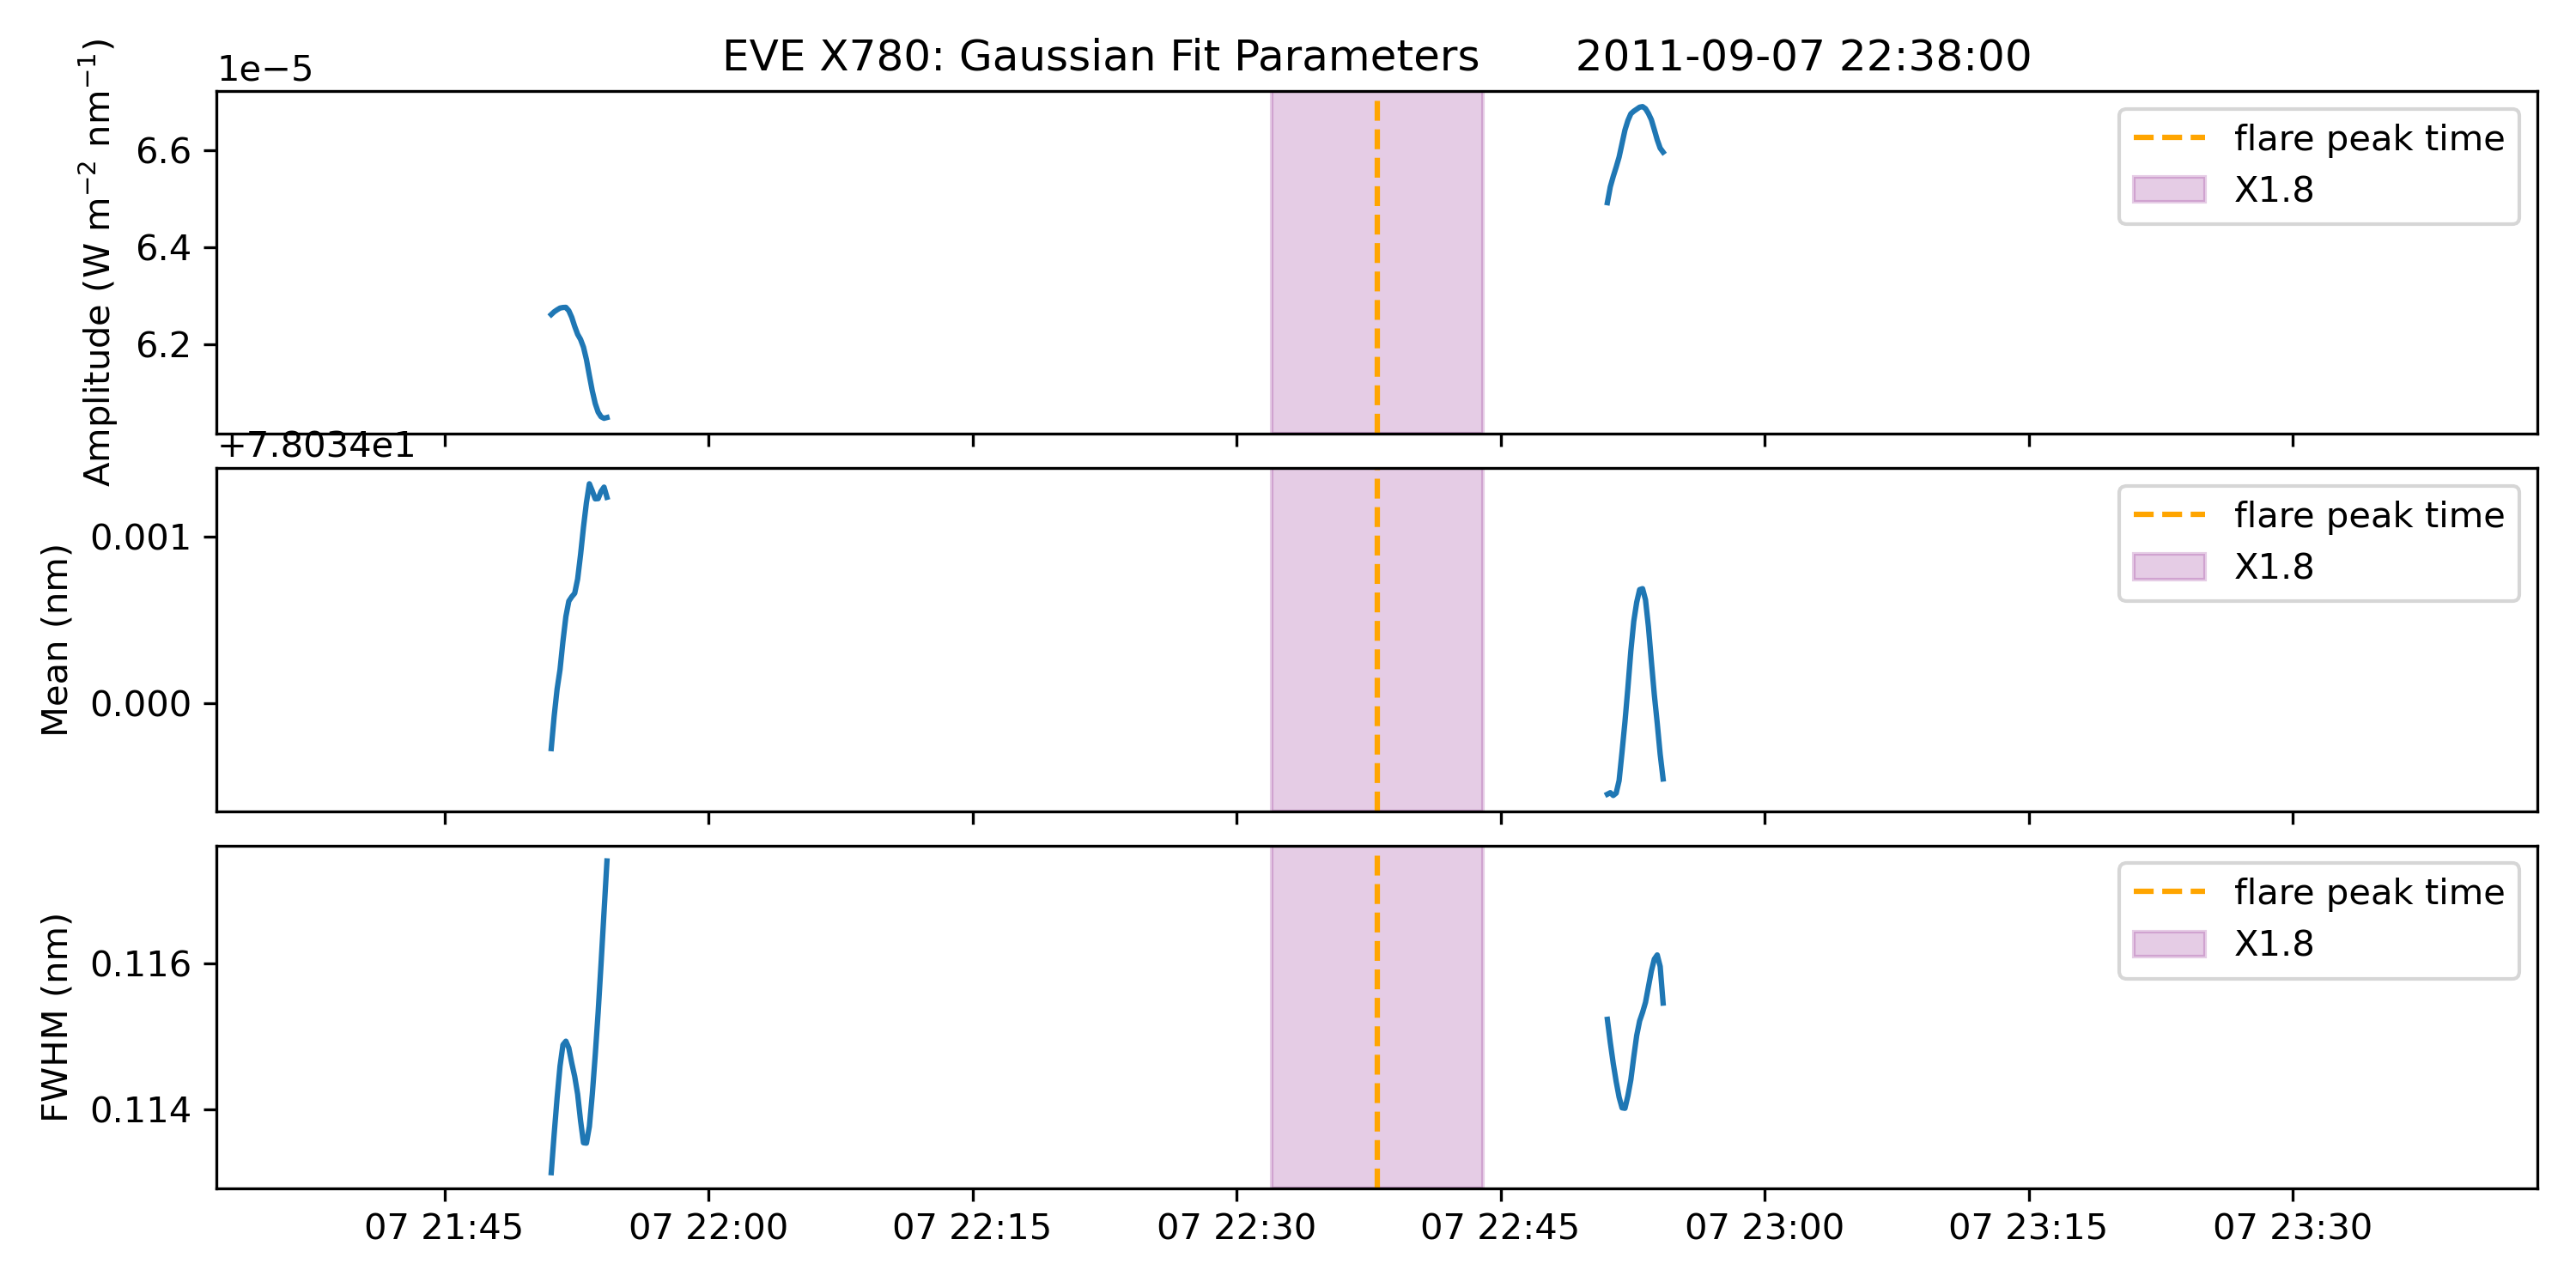 EVE X780: Gaussian Fit Parameters 2011-09-07 22:38:00
1e−5
Amplitude (W m⁻² nm⁻¹)
6.6
6.4
6.2
flare peak time
X1.8
+7.8034e1
Mean (nm)
0.001
0.000
flare peak time
X1.8
FWHM (nm)
0.116
0.114
flare peak time
X1.8
07 21:45 07 22:00 07 22:15 07 22:30 07 22:45 07 23:00 07 23:15 07 23:30